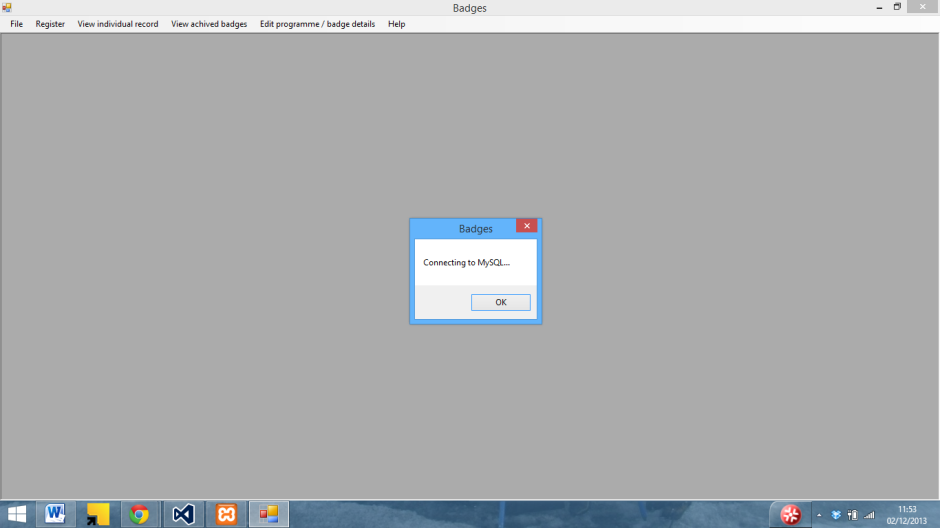 Badges
File Register View individual record View achived badges Edit programme / badge details Help
Badges
Connecting to MySQL...
OK
11:53
02/12/2013